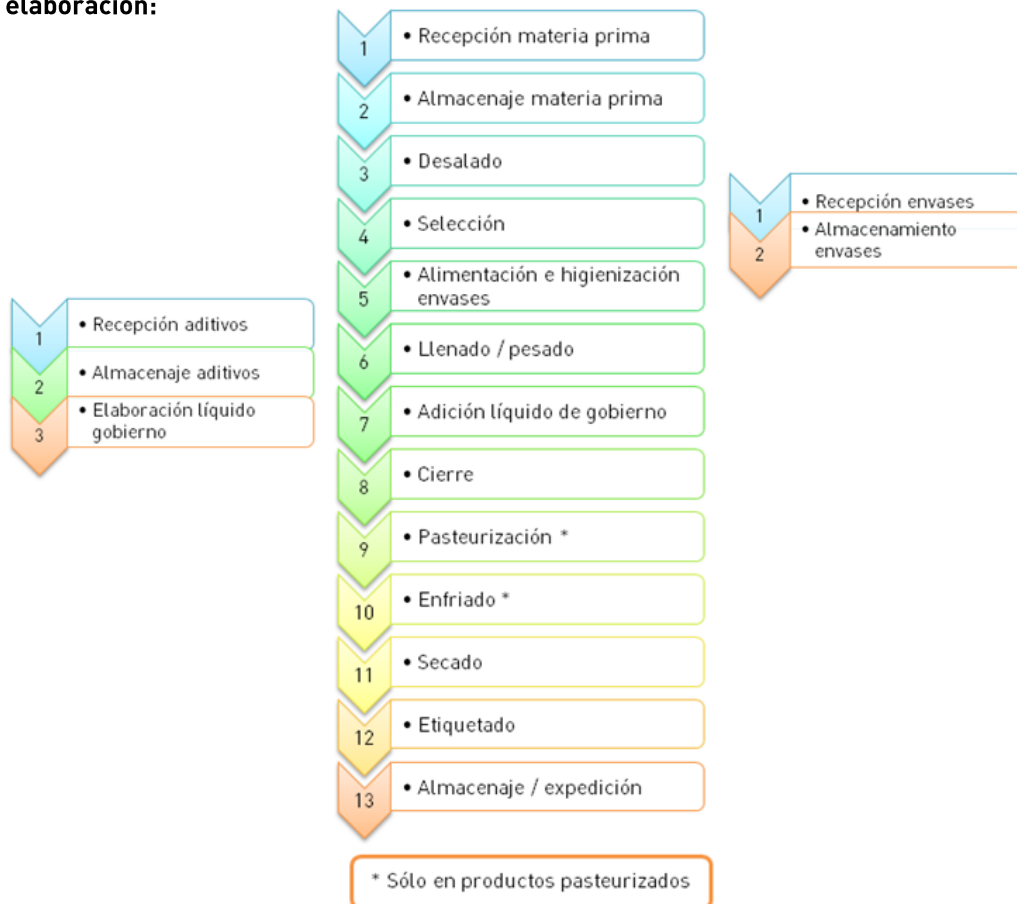 elaboración:
1
• Recepción materia prima
2
• Almacenaje materia prima
3
• Desalado
4
• Selección
5
• Alimentación e higienización
envases
6
• Llenado / pesado
7
• Adición líquido de gobierno
8
• Cierre
9
• Pasteurización *
10
• Enfriado *
11
• Secado
12
• Etiquetado
13
• Almacenaje / expedición
* Sólo en productos pasteurizados
1
• Recepción aditivos
2
• Almacenaje aditivos
3
• Elaboración líquido
gobierno
1
• Recepción envases
2
• Almacenamiento
envases